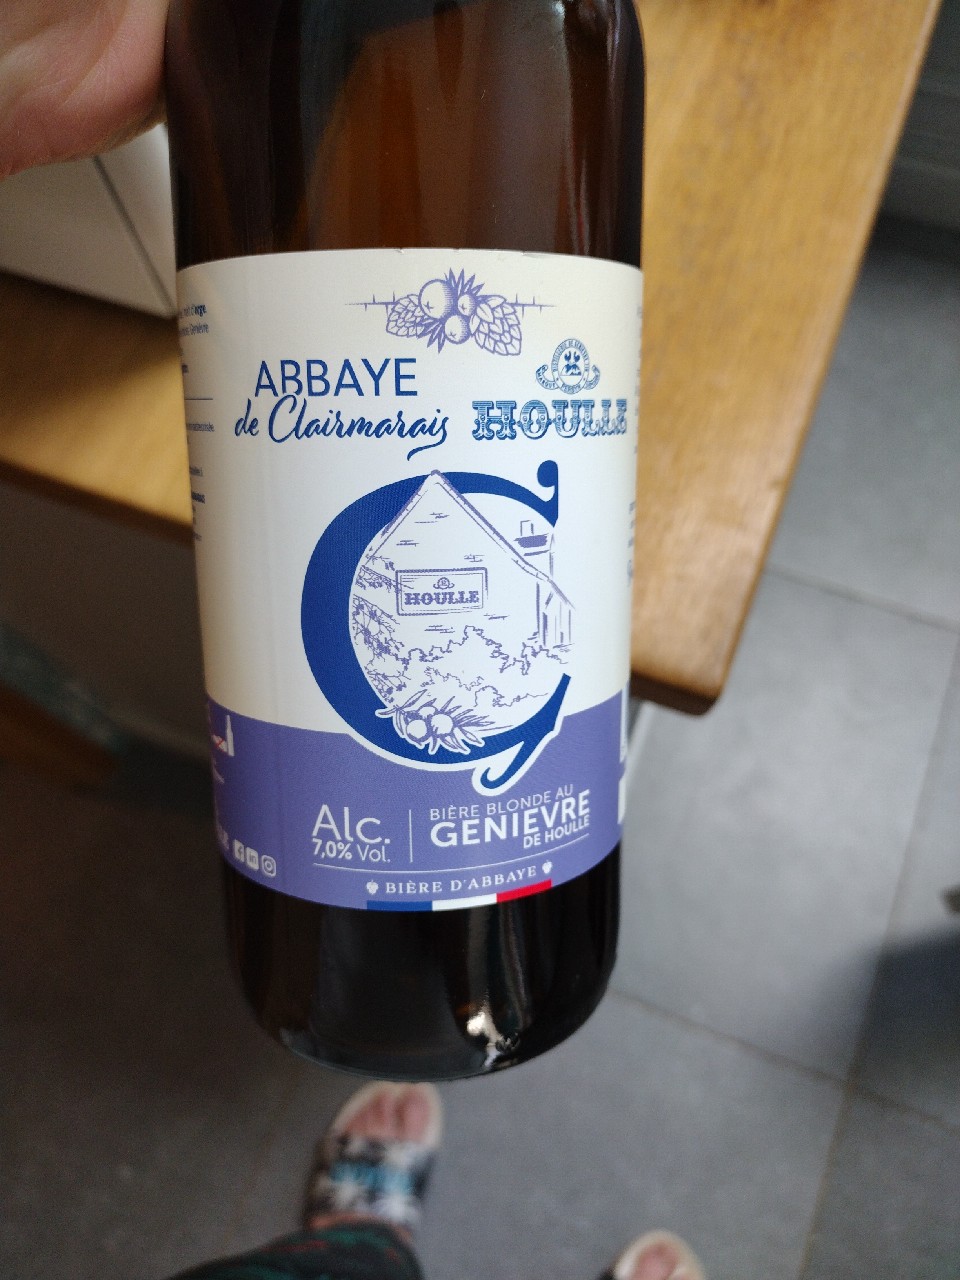 ABBAYE
de Clairmarais
HOULLE
HOULLE
Alc.
7,0% Vol.
BIÈRE BLONDE AU
GENIEVRE
DE HOULLE
BIÈRE D'ABBAYE